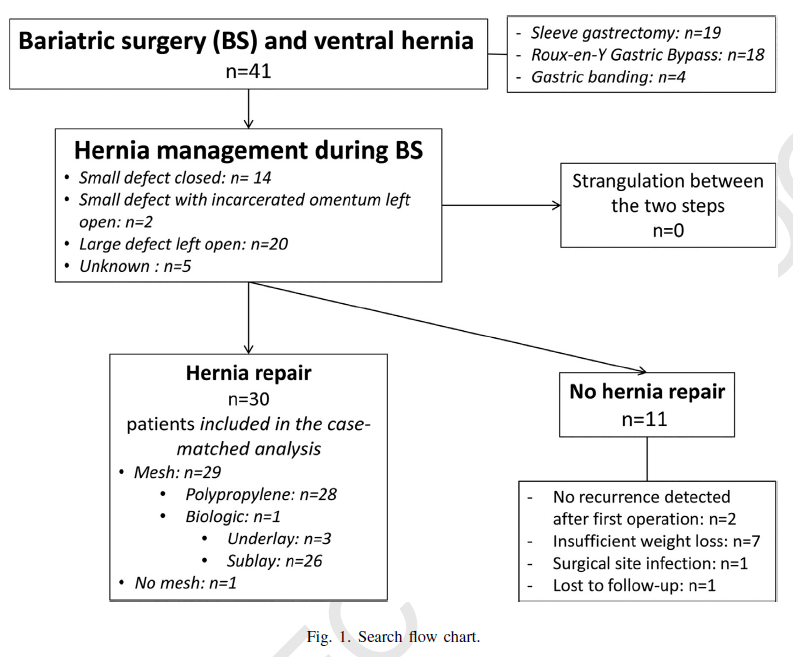 Bariatric surgery (BS) and ventral hernia
n=41
- Sleeve gastrectomy: n=19
- Roux-en-Y Gastric Bypass: n=18
- Gastric banding: n=4
Hernia management during BS
• Small defect closed: n= 14
• Small defect with incarcerated omentum left
open: n=2
• Large defect left open: n=20
• Unknown : n=5
Strangulation between
the two steps
n=0
Hernia repair
n=30
patients included in the case-
matched analysis
• Mesh: n=29
• Polypropylene: n=28
• Biologic: n=1
• Underlay: n=3
• Sublay: n=26
• No mesh: n=1
No hernia repair
n=11
- No recurrence detected
after first operation: n=2
- Insufficient weight loss: n=7
- Surgical site infection: n=1
- Lost to follow-up: n=1
Fig. 1. Search flow chart.